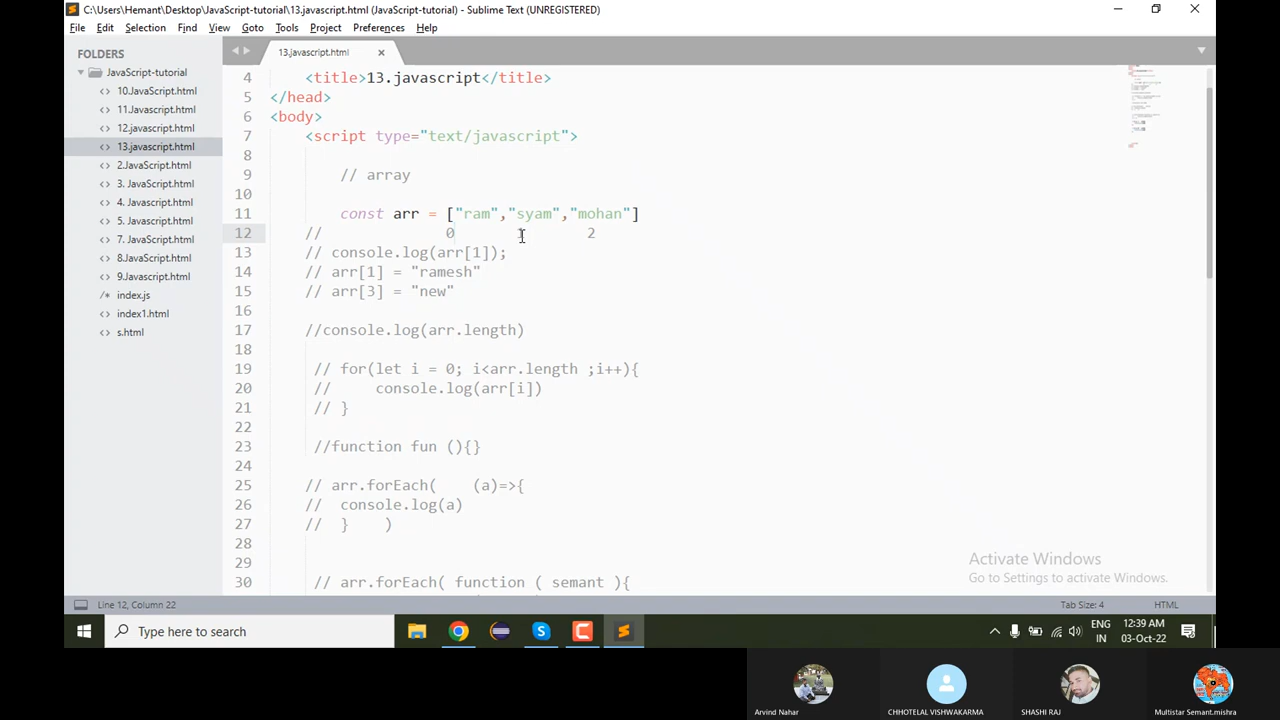 C:\Users\Hemant\Desktop\JavaScript-tutorial\13.javascript.html (JavaScript-tutorial) - Sublime Text (UNREGISTERED)
File Edit Selection Find View Goto Tools Project Preferences Help
FOLDERS
JavaScript-tutorial
10.JavaScript.html
11.JavaScript.html
12.javascript.html
13.javascript.html
2.JavaScript.html
3. JavaScript.html
4. Javascript.html
5. Javascript.html
7. JavaScript.html
8.JavaScript.html
9.Javascript.html
index.js
index1.html
s.html
13.javascript.html
4 <title>13.javascript</title>
5 </head>
6 <body>
7 <script type="text/javascript">
8
9 // array
10
11 const arr = ["ram","syam","mohan"]
12 // 0 1 2
13 // console.log(arr[1]);
14 // arr[1] = "ramesh"
15 // arr[3] = "new"
16
17 //console.log(arr.length)
18
19 // for(let i = 0; i<arr.length ;i++){
20 // console.log(arr[i])
21 // }
22
23 //function fun (){}
24
25 // arr.forEach( (a)=>{
26 // console.log(a)
27 // } )
28
29
30 // arr.forEach( function ( semant ){
Activate Windows
Go to Settings to activate Windows.
Line 12, Column 22
Tab Size: 4
HTML
Type here to search
ENG
IN
12:39 AM
03-Oct-22
Arvind Nahar
CHHOTELAL VISHWAKARMA
SHASHI RAJ
Multistar Semant.mishra